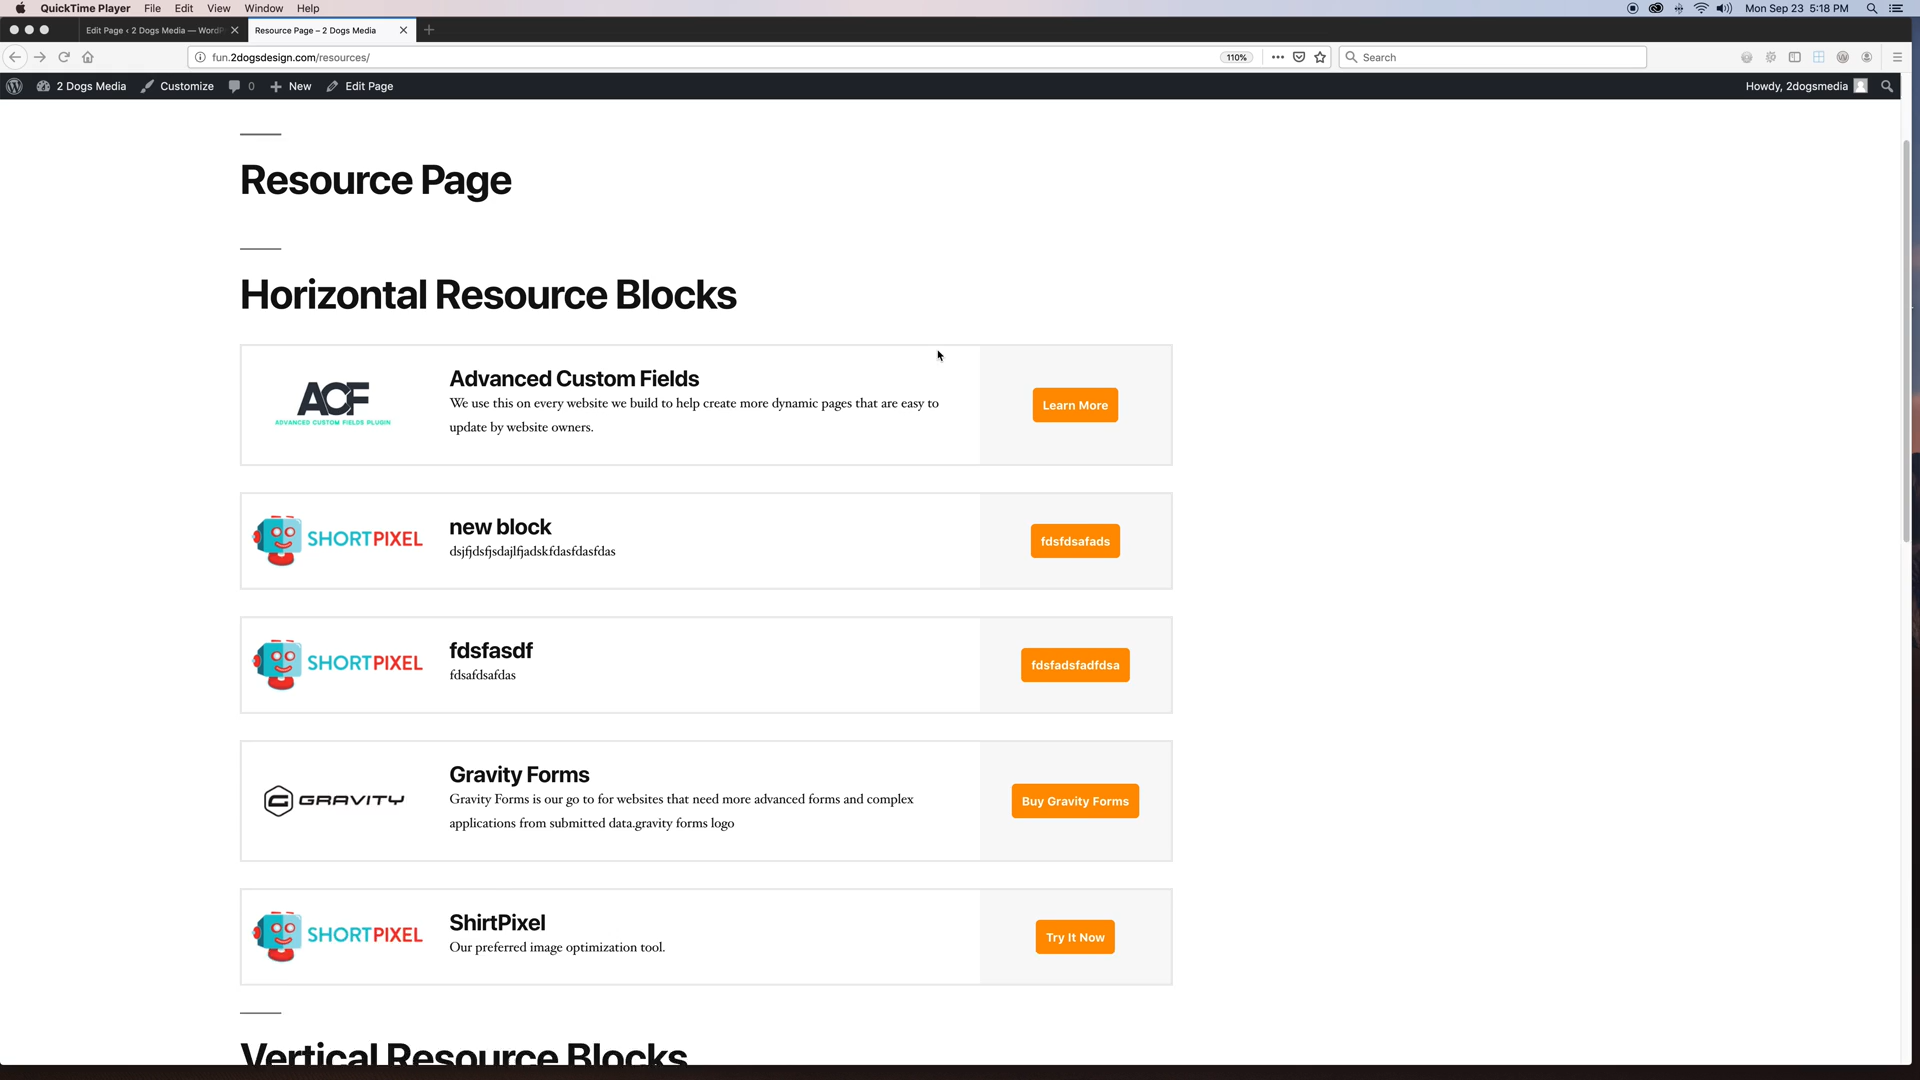 QuickTime Player File Edit View Window Help Mon Sep 23 5:18 PM
Edit Page ‹ 2 Dogs Media — WordP
Resource Page – 2 Dogs Media
fun.2dogsdesign.com/resources/ 110% Search
2 Dogs Media Customize 0 New Edit Page Howdy, 2dogsmedia
Resource Page
Horizontal Resource Blocks
ACF
ADVANCED CUSTOM FIELDS PLUGIN
Advanced Custom Fields
We use this on every website we build to help create more dynamic pages that are easy to
update by website owners.
Learn More
SHORTPIXEL
new block
dsjfjdsfjsdajlfjadskfdasfdasfdas
fdsfdsafads
SHORTPIXEL
fdsfasdf
fdsafdsafdas
fdsfadsfadfdsa
GRAVITY
Gravity Forms
Gravity Forms is our go to for websites that need more advanced forms and complex
applications from submitted data.gravity forms logo
Buy Gravity Forms
SHORTPIXEL
ShirtPixel
Our preferred image optimization tool.
Try It Now
Vertical Resource Blocks